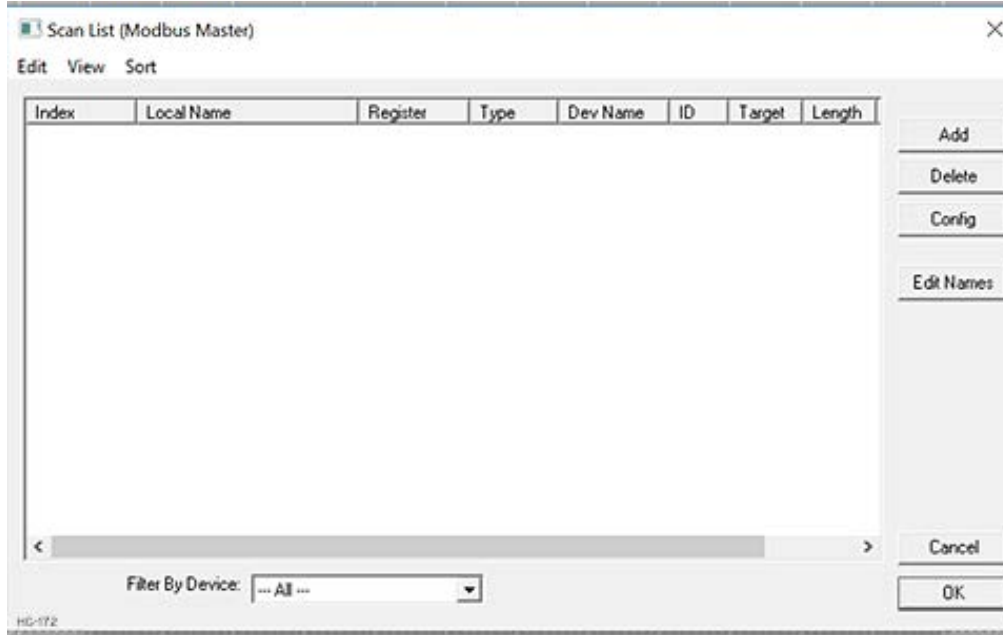 Scan List (Modbus Master)
Edit View Sort
Index Local Name Register Type Dev Name ID Target Length
Add
Delete
Config
Edit Names
Cancel
Filter By Device: --- All ---
OK
HG-172